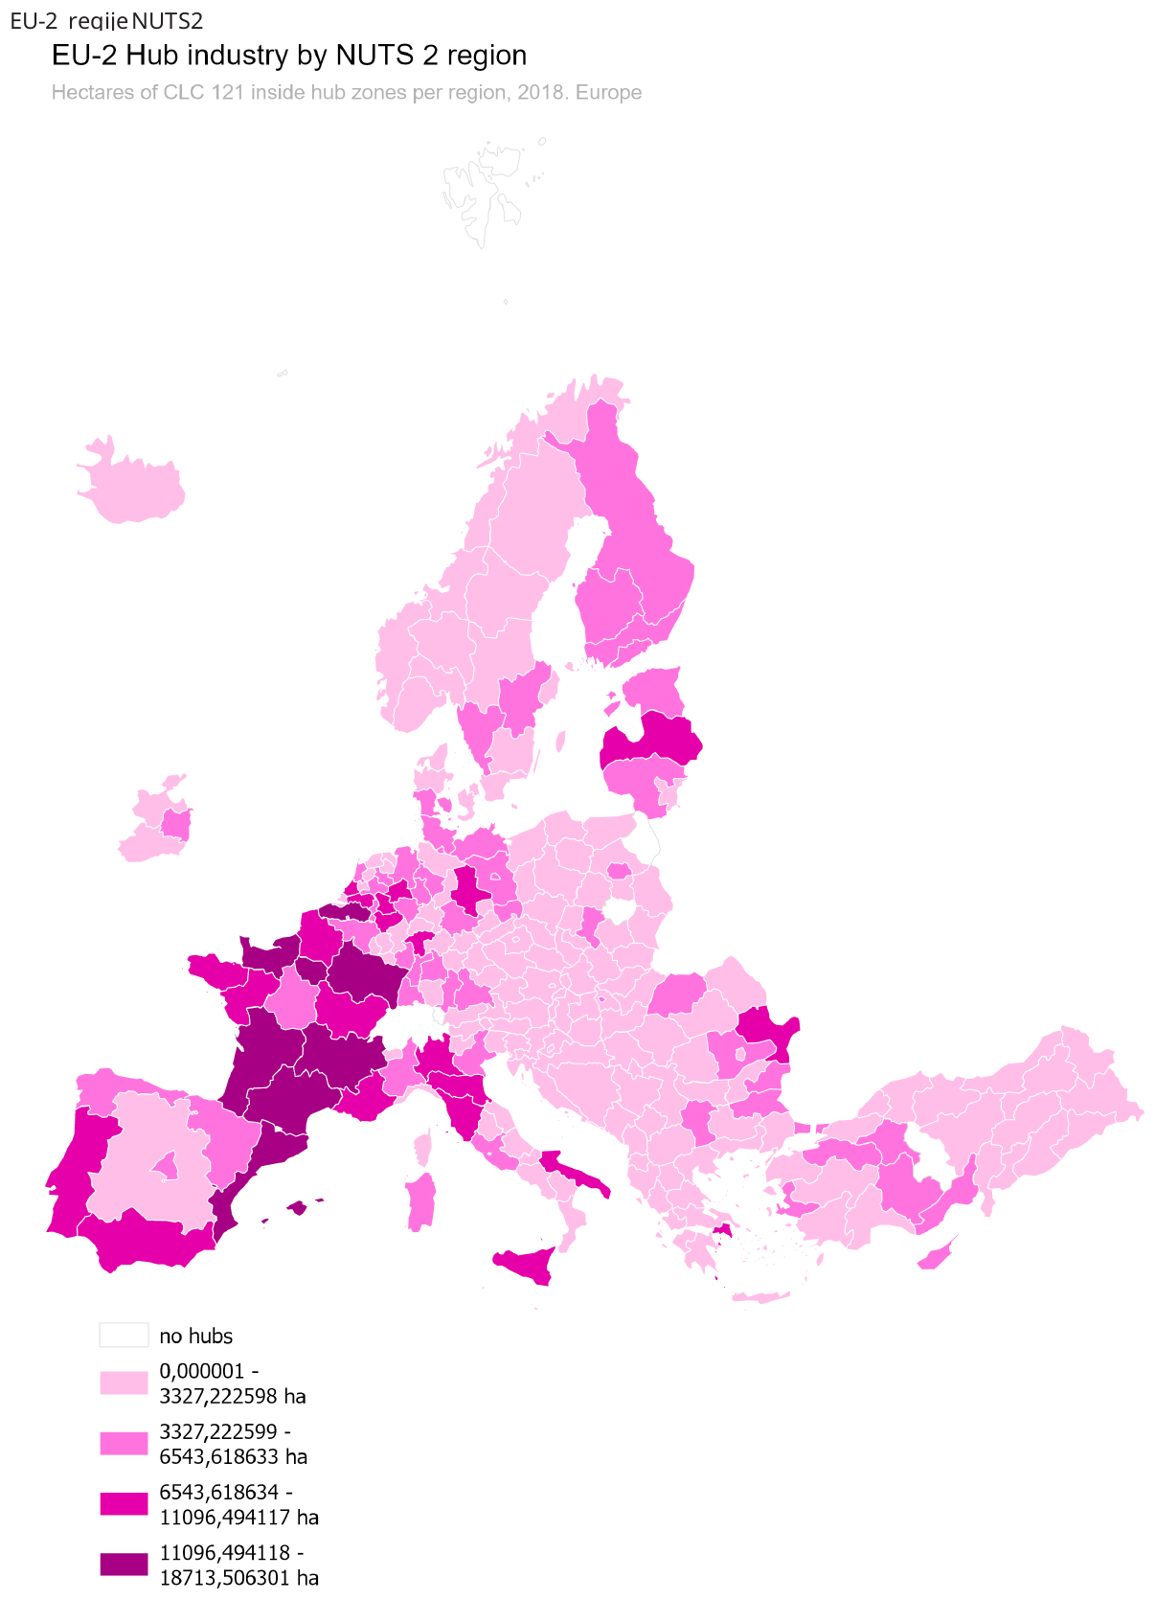 EU-2 regije NUTS2
EU-2 Hub industry by NUTS 2 region
Hectares of CLC 121 inside hub zones per region, 2018. Europe
no hubs
0,000001 -
3327,222598 ha
3327,222599 -
6543,618633 ha
6543,618634 -
11096,494117 ha
11096,494118 -
18713,506301 ha